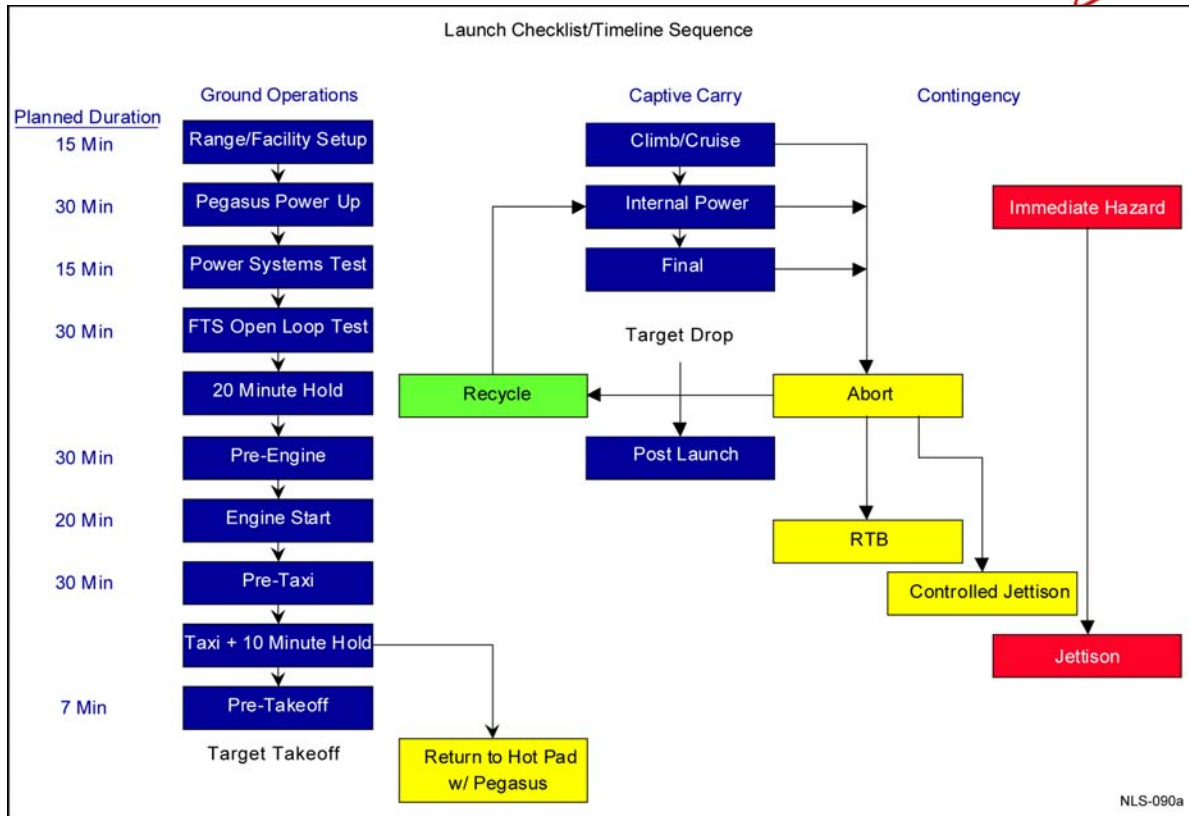 Launch Checklist/Timeline Sequence
Ground Operations
Captive Carry
Contingency
Planned Duration
15 Min
Range/Facility Setup
30 Min
Pegasus Power Up
15 Min
Power Systems Test
30 Min
FTS Open Loop Test
20 Minute Hold
30 Min
Pre-Engine
20 Min
Engine Start
30 Min
Pre-Taxi
Taxi + 10 Minute Hold
7 Min
Pre-Takeoff
Target Takeoff
Return to Hot Pad
w/ Pegasus
Climb/Cruise
Internal Power
Final
Target Drop
Recycle
Post Launch
Abort
RTB
Controlled Jettison
Immediate Hazard
Jettison
NLS-090a